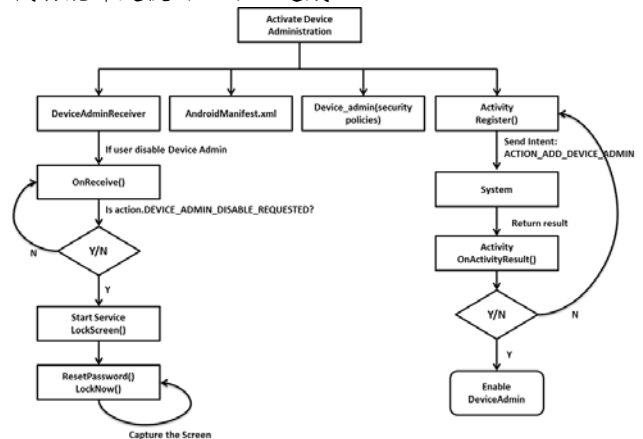 Activate Device
Administration
DeviceAdminReceiver
AndroidManifest.xml
Device_admin(security
policies)
Activity
Register()
If user disable Device Admin
Send Intent:
ACTION_ADD_DEVICE_ADMIN
OnReceive()
System
Is action.DEVICE_ADMIN_DISABLE_REQUESTED?
Return result
N
Y/N
Activity
OnActivityResult()
Y
Y/N
N
Start Service
LockScreen()
Y
ResetPassword()
LockNow()
Enable
DeviceAdmin
Capture the Screen